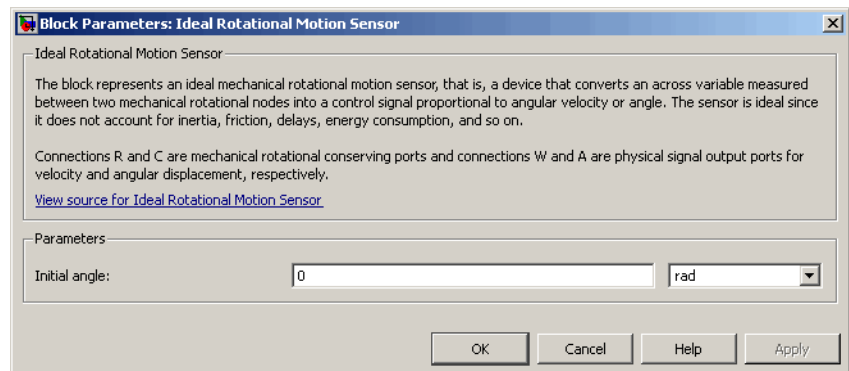 Block Parameters: Ideal Rotational Motion Sensor
Ideal Rotational Motion Sensor
The block represents an ideal mechanical rotational motion sensor, that is, a device that converts an across variable measured
between two mechanical rotational nodes into a control signal proportional to angular velocity or angle. The sensor is ideal since
it does not account for inertia, friction, delays, energy consumption, and so on.
Connections R and C are mechanical rotational conserving ports and connections W and A are physical signal output ports for
velocity and angular displacement, respectively.
View source for Ideal Rotational Motion Sensor
Parameters
Initial angle: 0 rad
OK Cancel Help Apply